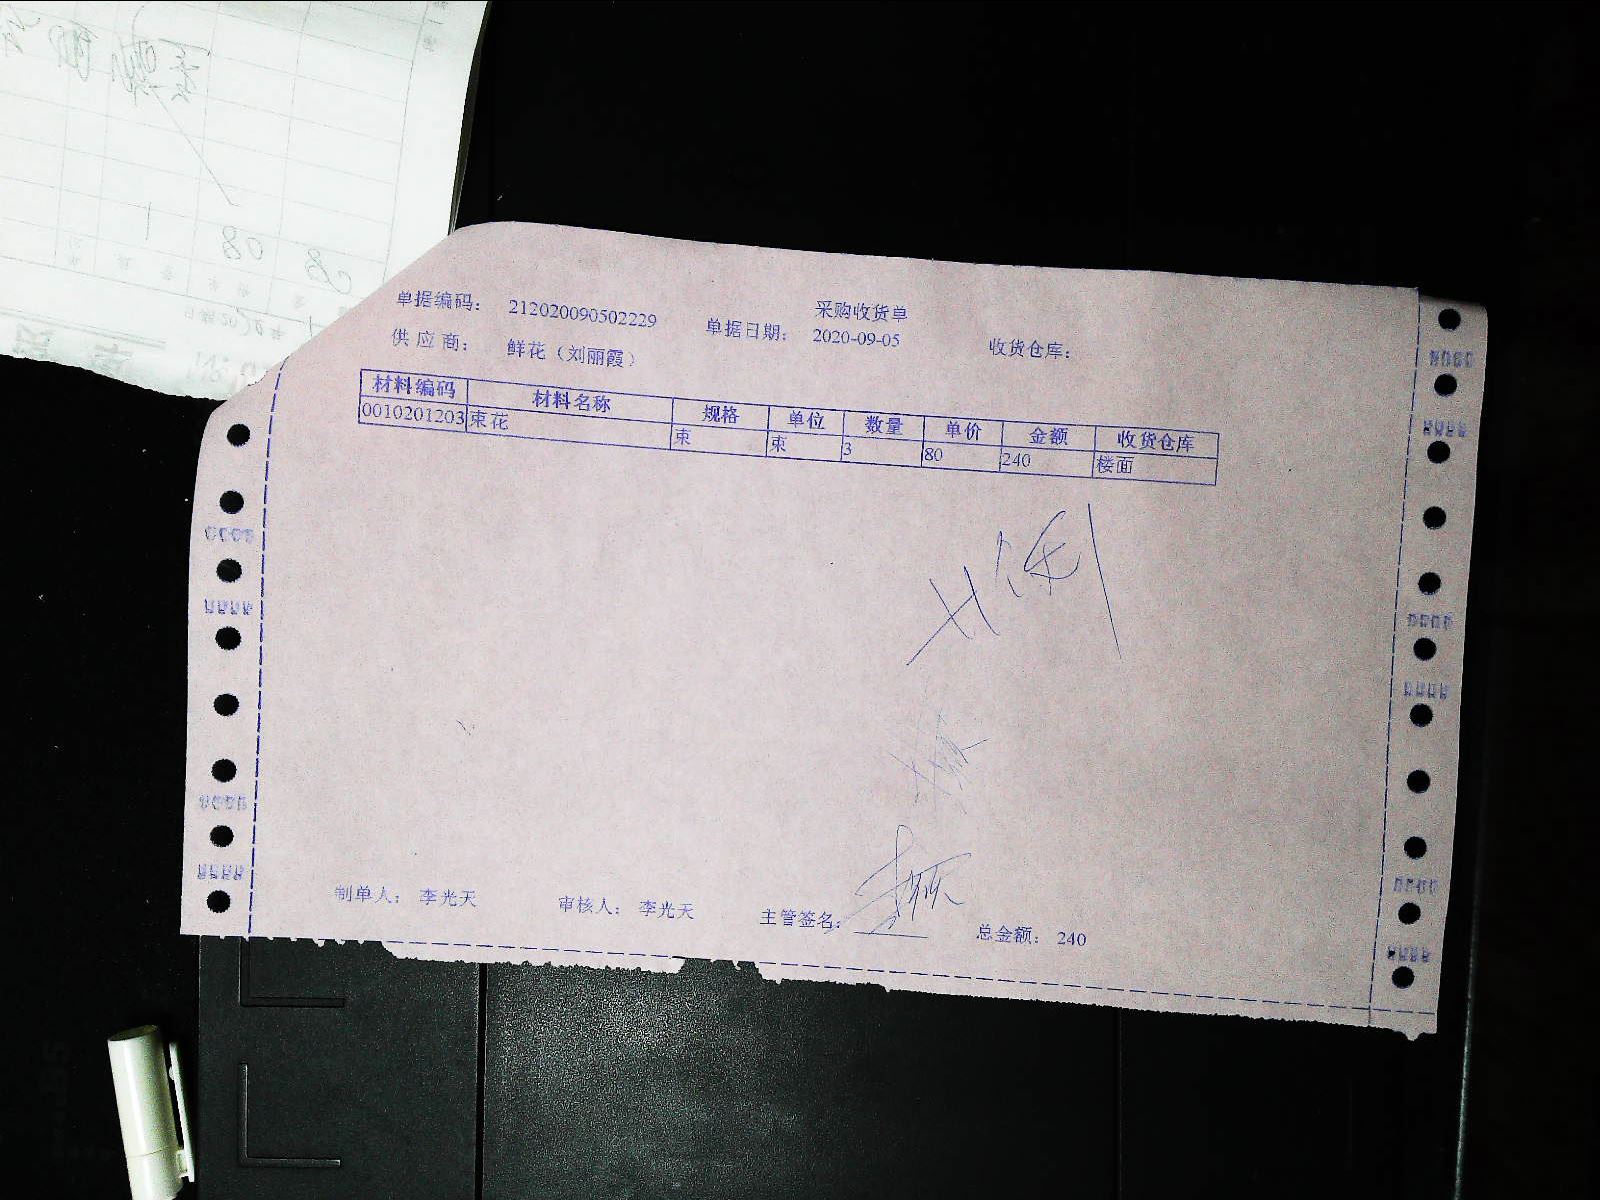 采购收货单
单据编码： 212020090502229 单据日期： 2020-09-05 收货仓库：
供应商： 鲜花（刘丽霞）
材料编码 材料名称 规格 单位 数量 单价 金额 收货仓库
0010201203 束花 束 束 3 80 240 楼面
制单人： 李光天 审核人： 李光天 主管签名： 总金额： 240